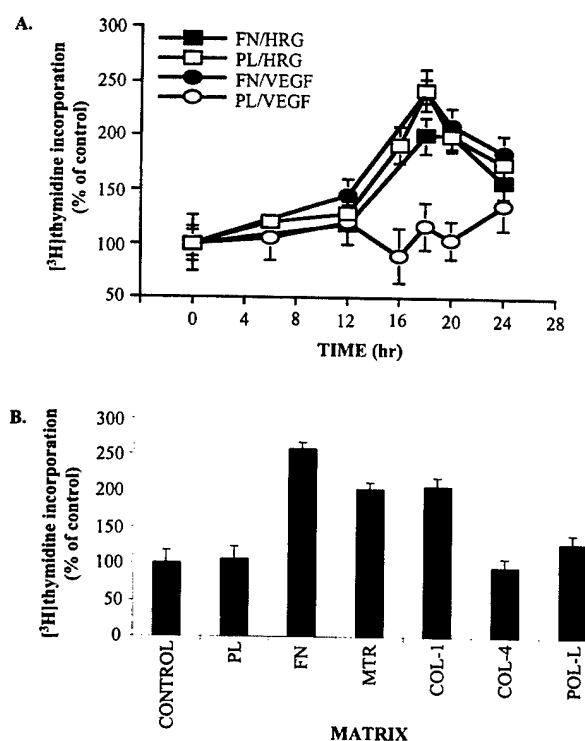 A.
[³H]thymidine incorporation
(% of control)
300
250
200
150
100
50
FN/HRG
PL/HRG
FN/VEGF
PL/VEGF
0 4 8 12 16 20 24 28
TIME (hr)
B.
[³H]thymidine incorporation
(% of control)
300
250
200
150
100
50
0
CONTROL
PL
FN
MTR
COL-1
COL-4
POL-L
MATRIX